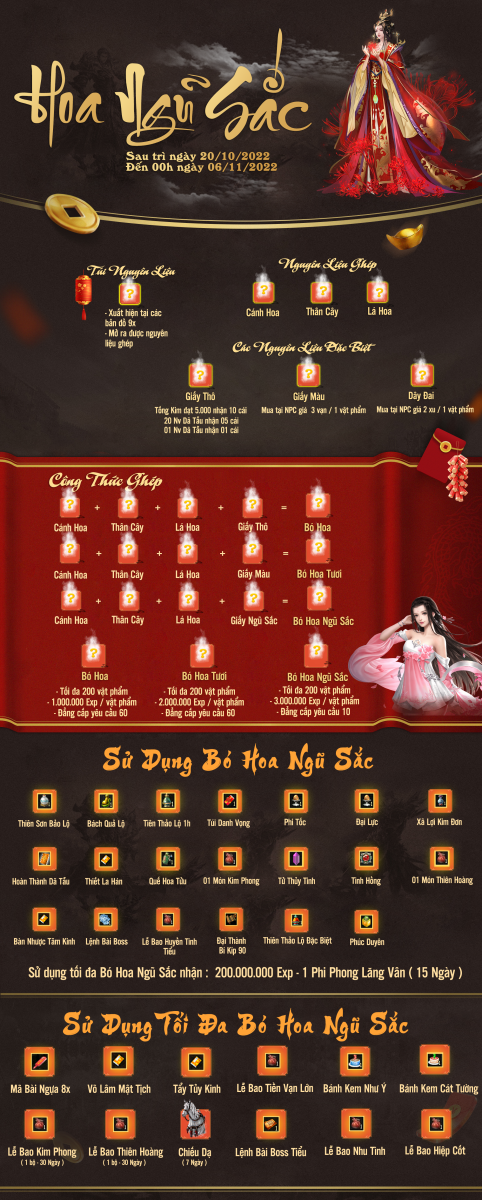 Hoa Ngũ Sắc
Sau trì ngày 20/10/2022
Đến 00h ngày 06/11/2022
Túi Nguyên Liệu
- Xuất hiện tại các
bản đồ 9x
- Mở ra được nguyên
liệu ghép
Nguyên Liệu Ghép
Cánh Hoa Thân Cây Lá Hoa
Các Nguyên Liệu Đặc Biệt
Giấy Thô Giấy Màu Dây Đai
Tống Kim đạt 5.000 nhận 10 cái
20 Nv Dã Tẩu nhận 05 cái
01 Nv Dã Tẩu nhận 01 cái
Mua tại NPC giá 3 vạn / 1 vật phẩm
Mua tại NPC giá 2 xu / 1 vật phẩm
Công Thức Ghép
+ + + =
Cánh Hoa Thân Cây Lá Hoa Giấy Thô Bó Hoa
+ + + =
Cánh Hoa Thân Cây Lá Hoa Giấy Màu Bó Hoa Tươi
+ + + =
Cánh Hoa Thân Cây Lá Hoa Giấy Ngũ Sắc Bó Hoa Ngũ Sắc
Bó Hoa
- Tối đa 200 vật phẩm
- 1.000.000 Exp / vật phẩm
- Đẳng cấp yêu cầu 60
Bó Hoa Tươi
- Tối đa 200 vật phẩm
- 2.000.000 Exp / vật phẩm
- Đẳng cấp yêu cầu 60
Bó Hoa Ngũ Sắc
- Tối đa 200 vật phẩm
- 3.000.000 Exp / vật phẩm
- Đẳng cấp yêu cầu 10
Sử Dụng Bó Hoa Ngũ Sắc
Thiên Sơn Bảo Lộ Bách Quả Lộ Tiên Thảo Lộ 1h Túi Danh Vọng Phi Tốc Đại Lực Xá Lợi Kim Đơn
Hoàn Thành Dã Tẩu Thiết La Hán Quế Hoa Tửu 01 Món Kim Phong Tử Thủy Tinh Tinh Hồng 01 Món Thiên Hoàng
Bàn Nhược Tâm Kinh Lệnh Bài Boss Lễ Bao Huyền Tinh
Tiểu
Đại Thành
Bí Kíp 90
Thiên Thảo Lộ Đặc Biệt Phúc Duyên
Sử dụng tối đa Bó Hoa Ngũ Sắc nhận : 200.000.000 Exp - 1 Phi Phong Lăng Vân ( 15 Ngày )
Sử Dụng Tối Đa Bó Hoa Ngũ Sắc
Mã Bài Ngựa 8x Võ Lâm Mật Tịch Tẩy Tủy Kinh Lễ Bao Tiền Vạn Lớn Bánh Kem Như Ý Bánh Kem Cát Tường
Lễ Bao Kim Phong
( 1 bộ - 30 Ngày )
Lễ Bao Thiên Hoàng
( 1 bộ - 30 Ngày )
Chiếu Dạ
( 7 Ngày )
Lệnh Bài Boss Tiểu Lễ Bao Nhu Tình Lễ Bao Hiệp Cốt